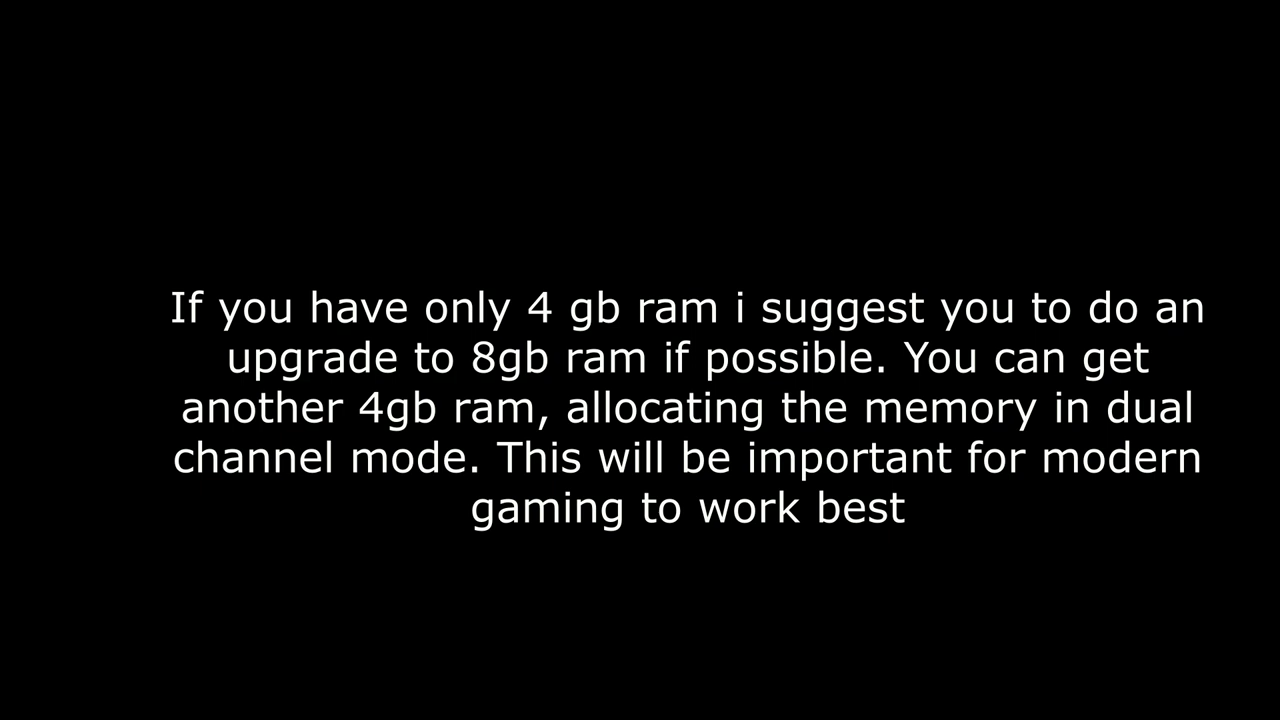 If you have only 4 gb ram i suggest you to do an
upgrade to 8gb ram if possible. You can get
another 4gb ram, allocating the memory in dual
channel mode. This will be important for modern
gaming to work best